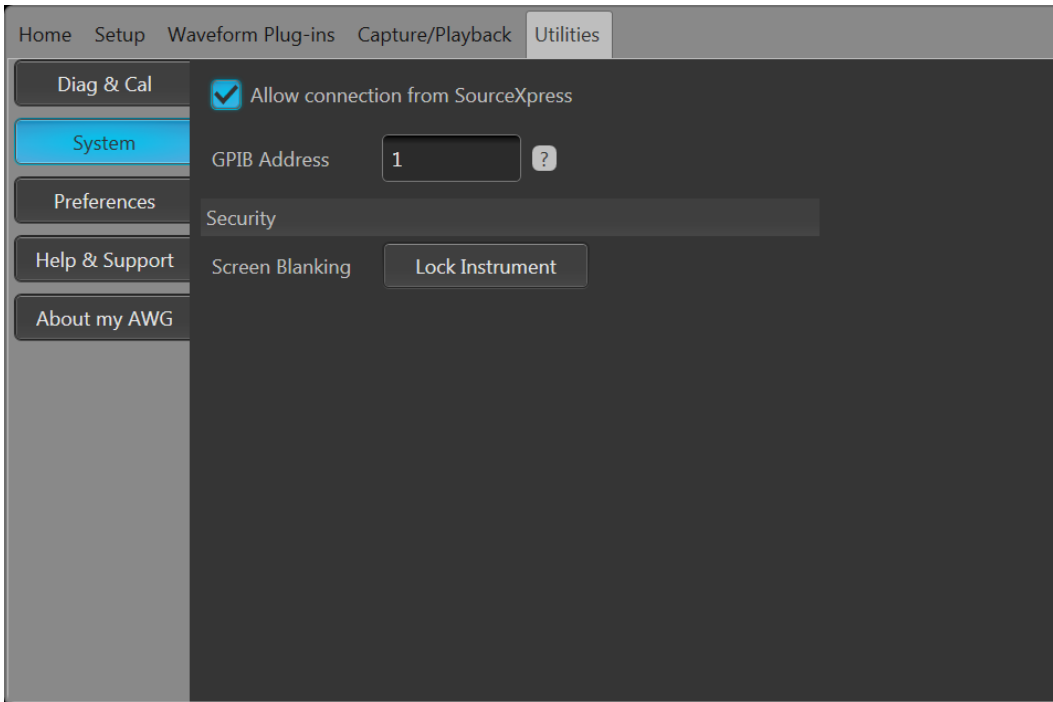 Home Setup Waveform Plug-ins Capture/Playback Utilities
Diag & Cal
System
Preferences
Help & Support
About my AWG
Allow connection from SourceXpress
GPIB Address 1 ?
Security
Screen Blanking Lock Instrument